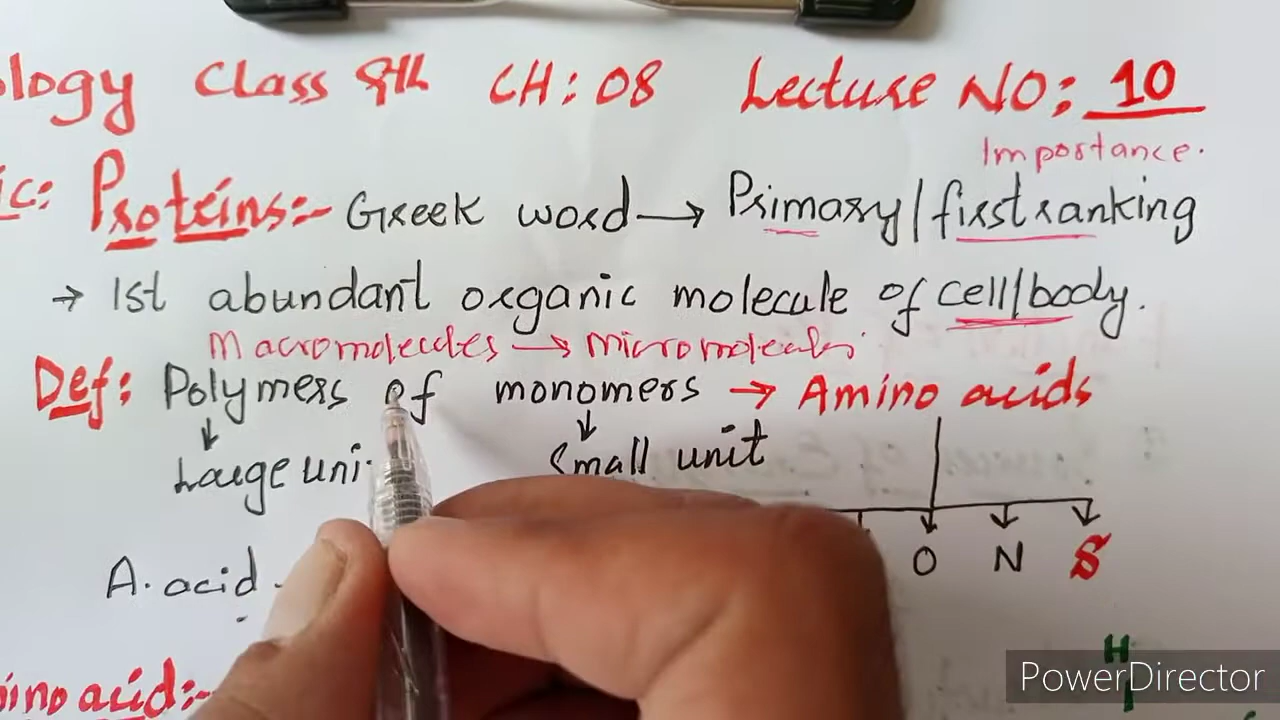 ology Class 9th CH: 08 Lecture NO: 10
Importance.
ic: Proteins:- Greek word → Primary/first ranking
→ 1st abundant organic molecule of cell/body.
Macromolecules → Micromolecules
Def: Polymers of monomers → Amino acids
↓ ↓
Large uni Small unit
O N S
A. acid
H
ino acid:-
PowerDirector